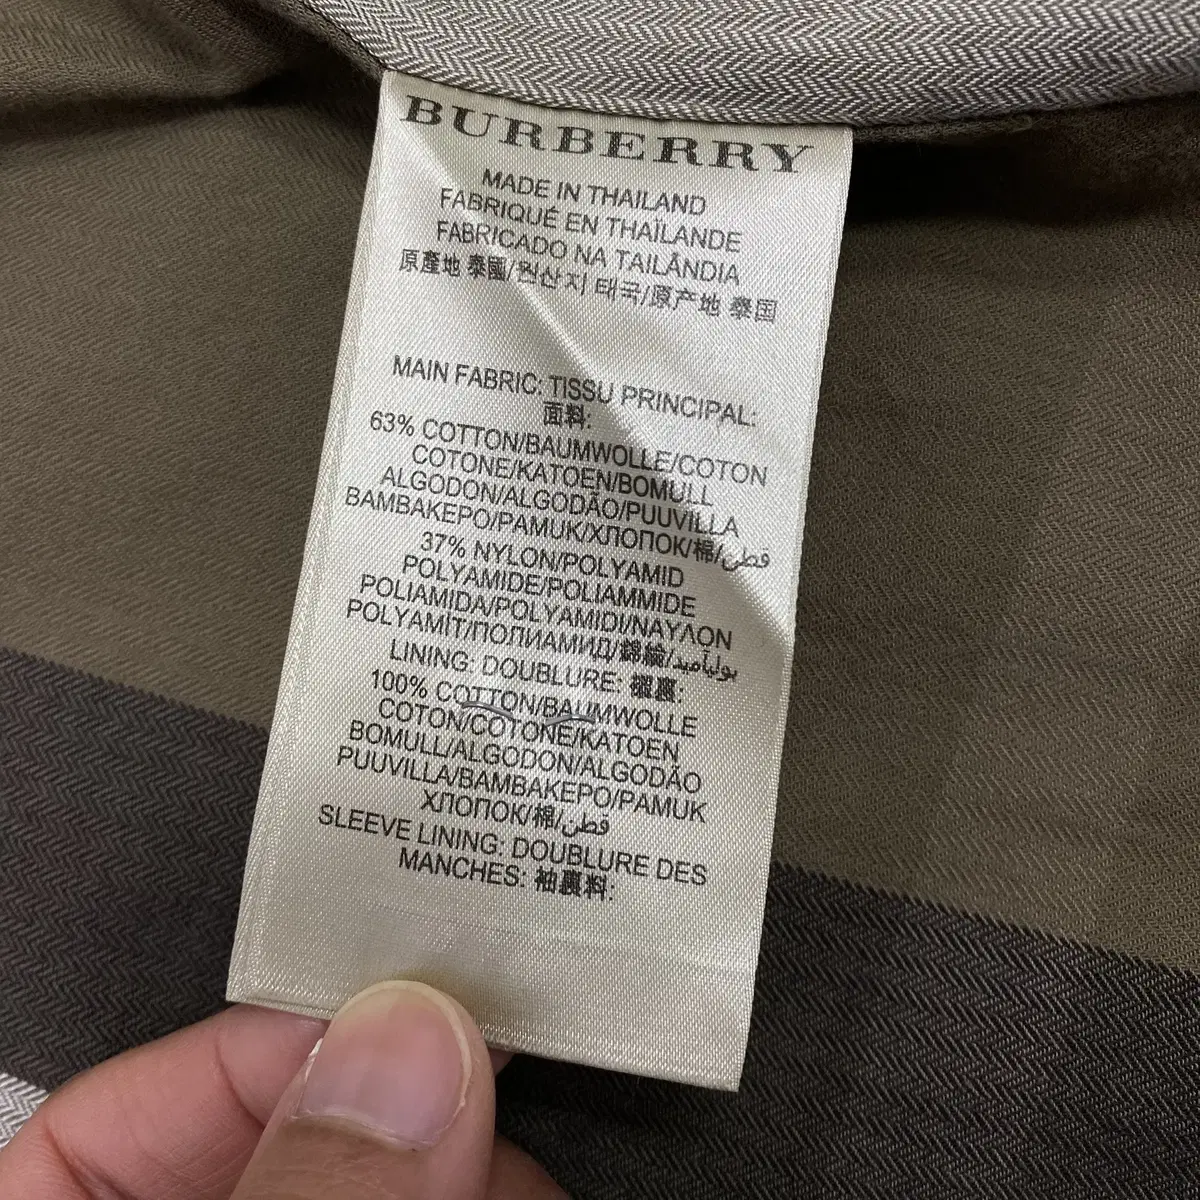 BURBERRY
MADE IN THAILAND
FABRIQUÉ EN THAÏLANDE
FABRICADO NA TAILÂNDIA
原產地 泰國/원산지 태국/原产地 泰国
MAIN FABRIC: TISSU PRINCIPAL:
面料:
63% COTTON/BAUMWOLLE/COTON
COTONE/KATOEN/BOMULL
ALGODON/ALGODÃO/PUUVILLA
BAMBAKEPO/PAMUK/ХЛОПОК/棉/قطن
37% NYLON/POLYAMID
POLYAMIDE/POLIAMMIDE
POLIAMIDA/POLYAMIDI/NAYΛON
POLYAMİT/ПОЛИАМИД/錦綸/بولیآمید
LINING: DOUBLURE: 襯裏:
100% COTTON/BAUMWOLLE
COTON/COTONE/KATOEN
BOMULL/ALGODON/ALGODÃO
PUUVILLA/BAMBAKEPO/PAMUK
ХЛОПОК/棉/قطن
SLEEVE LINING: DOUBLURE DES
MANCHES: 袖裏料: